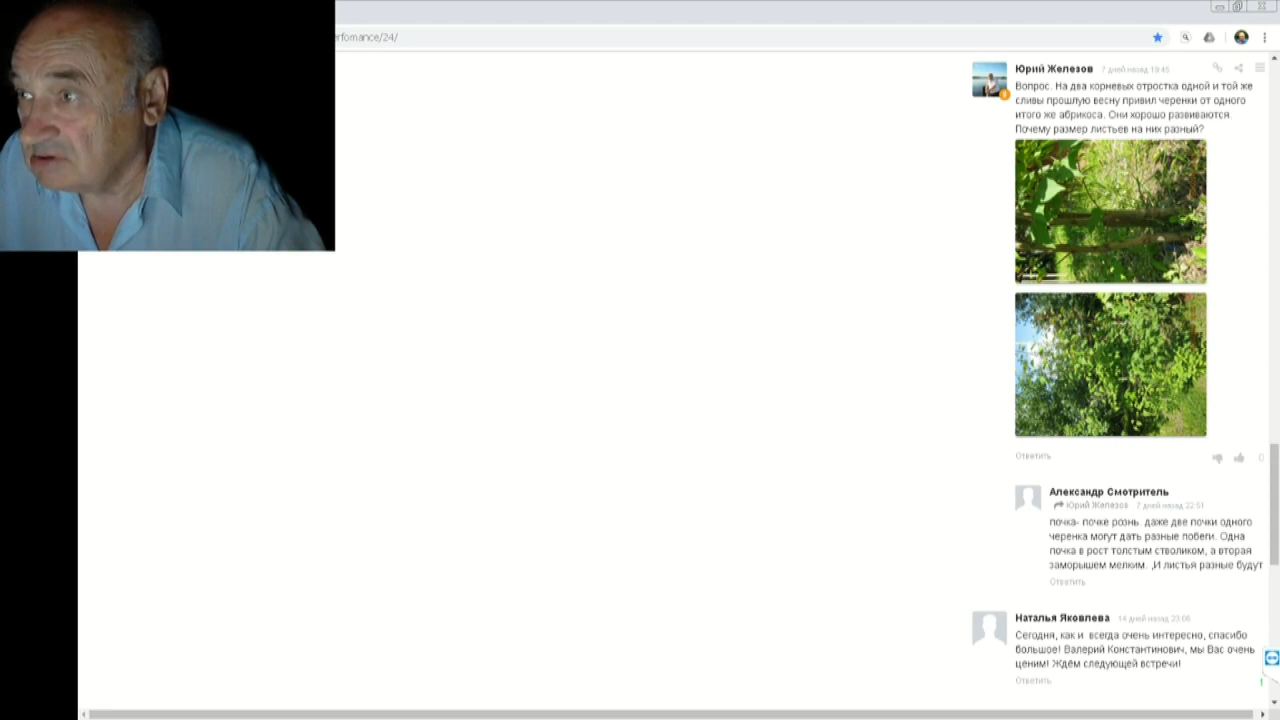 erfomance/24/
Юрий Железов 7 дней назад 19:45
Вопрос. На два корневых отростка одной и той же
сливы прошлую весну привил черенки от одного
итого же абрикоса. Они хорошо развиваются.
Почему размер листьев на них разный?
Ответить
0
Александр Смотритель
Юрий Железов 7 дней назад 22:51
почка- почке рознь. даже две почки одного
черенка могут дать разные побеги. Одна
почка в рост толстым стволиком, а вторая
заморышем мелким. ,И листья разные будут
Ответить
Наталья Яковлева 14 дней назад 23:06
Сегодня, как и всегда очень интересно, спасибо
большое! Валерий Константинович, мы Вас очень
ценим! Ждём следующей встречи!
Ответить
1